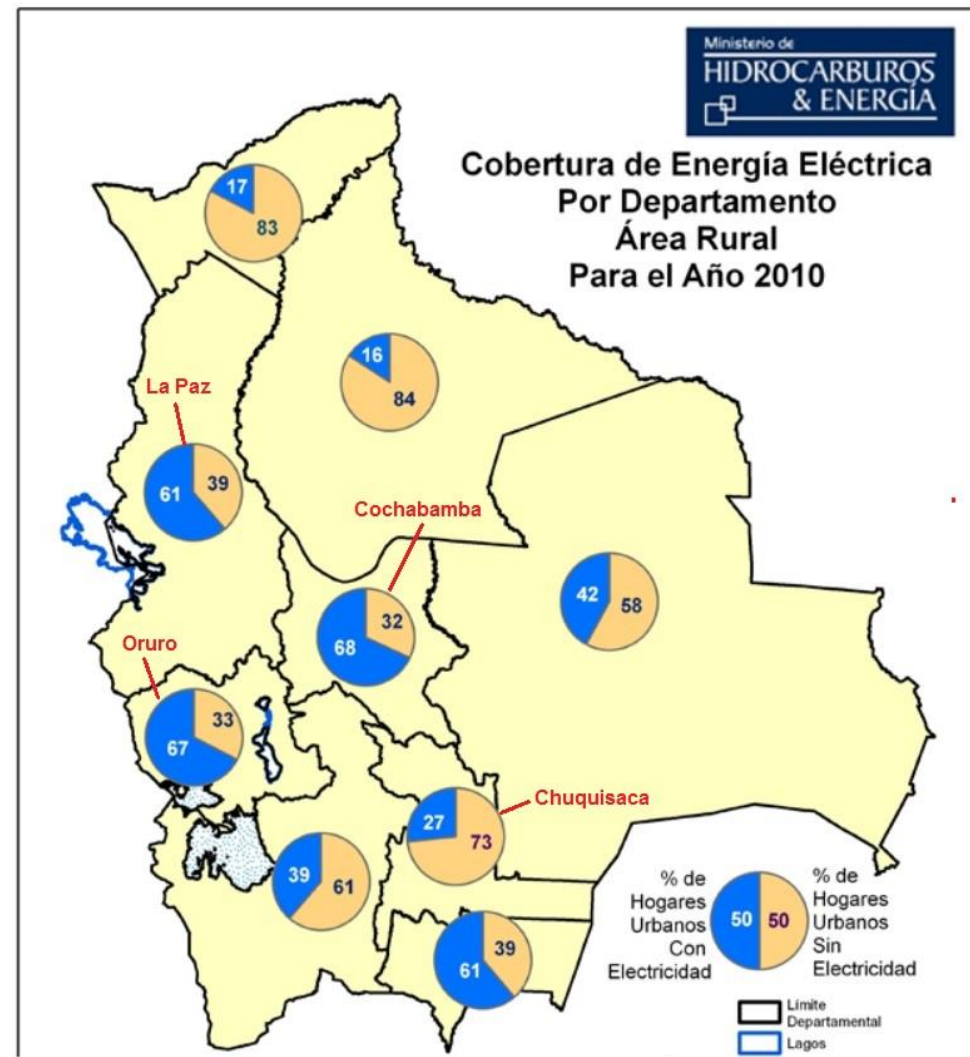 Ministerio de
HIDROCARBUROS
& ENERGÍA
Cobertura de Energía Eléctrica
Por Departamento
Área Rural
Para el Año 2010
17
83
16
84
La Paz
61
39
Cochabamba
32
68
42
58
Oruro
33
67
Chuquisaca
27
73
39
61
39
61
% de
Hogares
Urbanos
Con
Electricidad
50
50
% de
Hogares
Urbanos
Sin
Electricidad
Límite
Departamental
Lagos